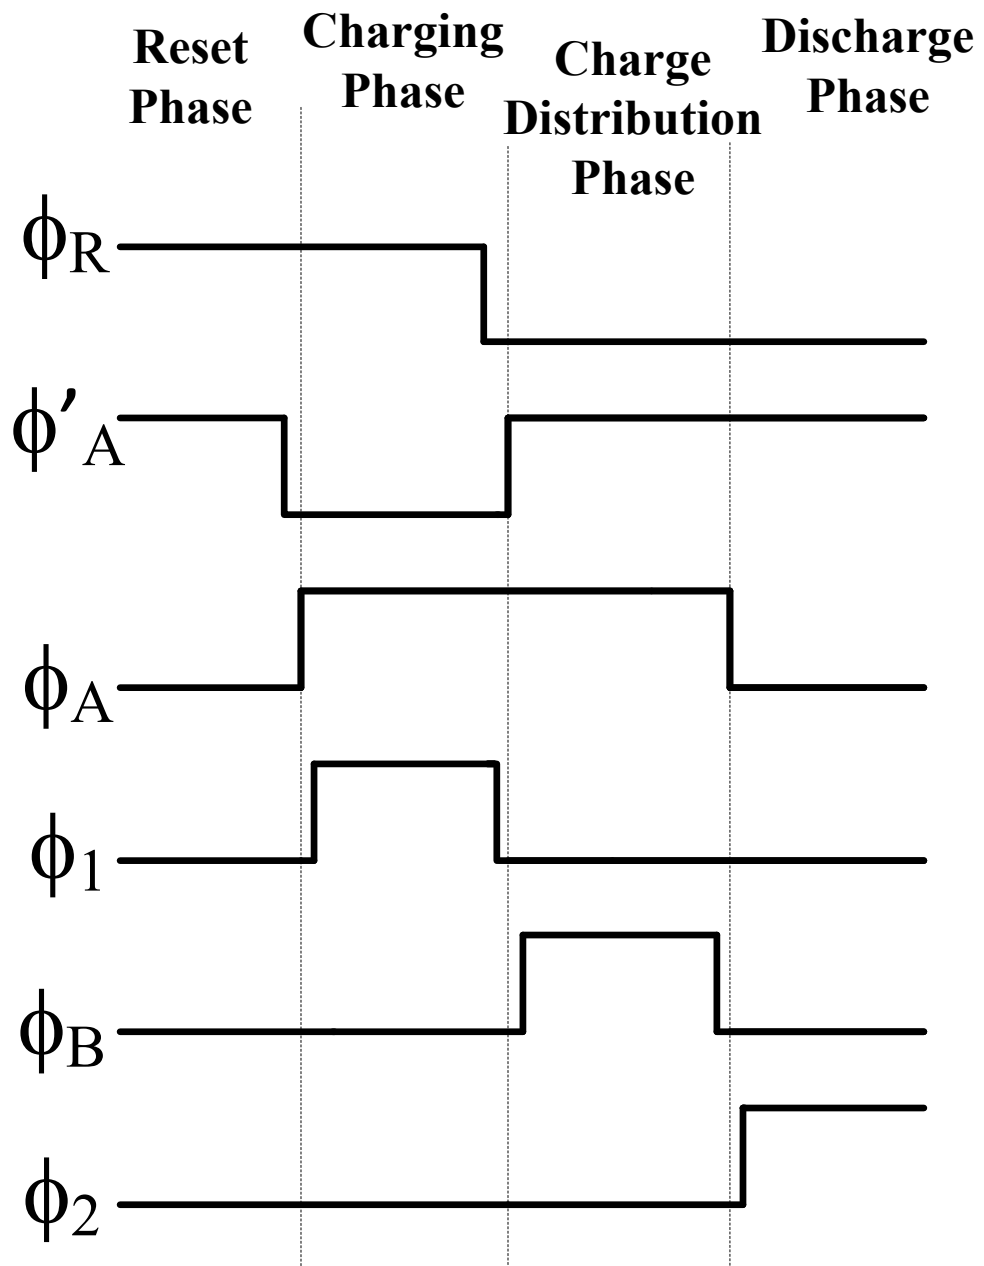 Reset
Phase
Charging
Phase
Charge
Distribution
Phase
Discharge
Phase
ϕR
ϕ′A
ϕA
ϕ1
ϕB
ϕ2